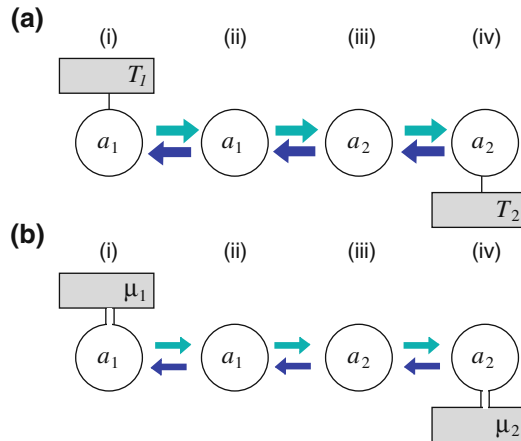 (a)
(i) (ii) (iii) (iv)
T₁
a₁ a₁ a₂ a₂
T₂
(b)
(i) (ii) (iii) (iv)
μ₁
a₁ a₁ a₂ a₂
μ₂